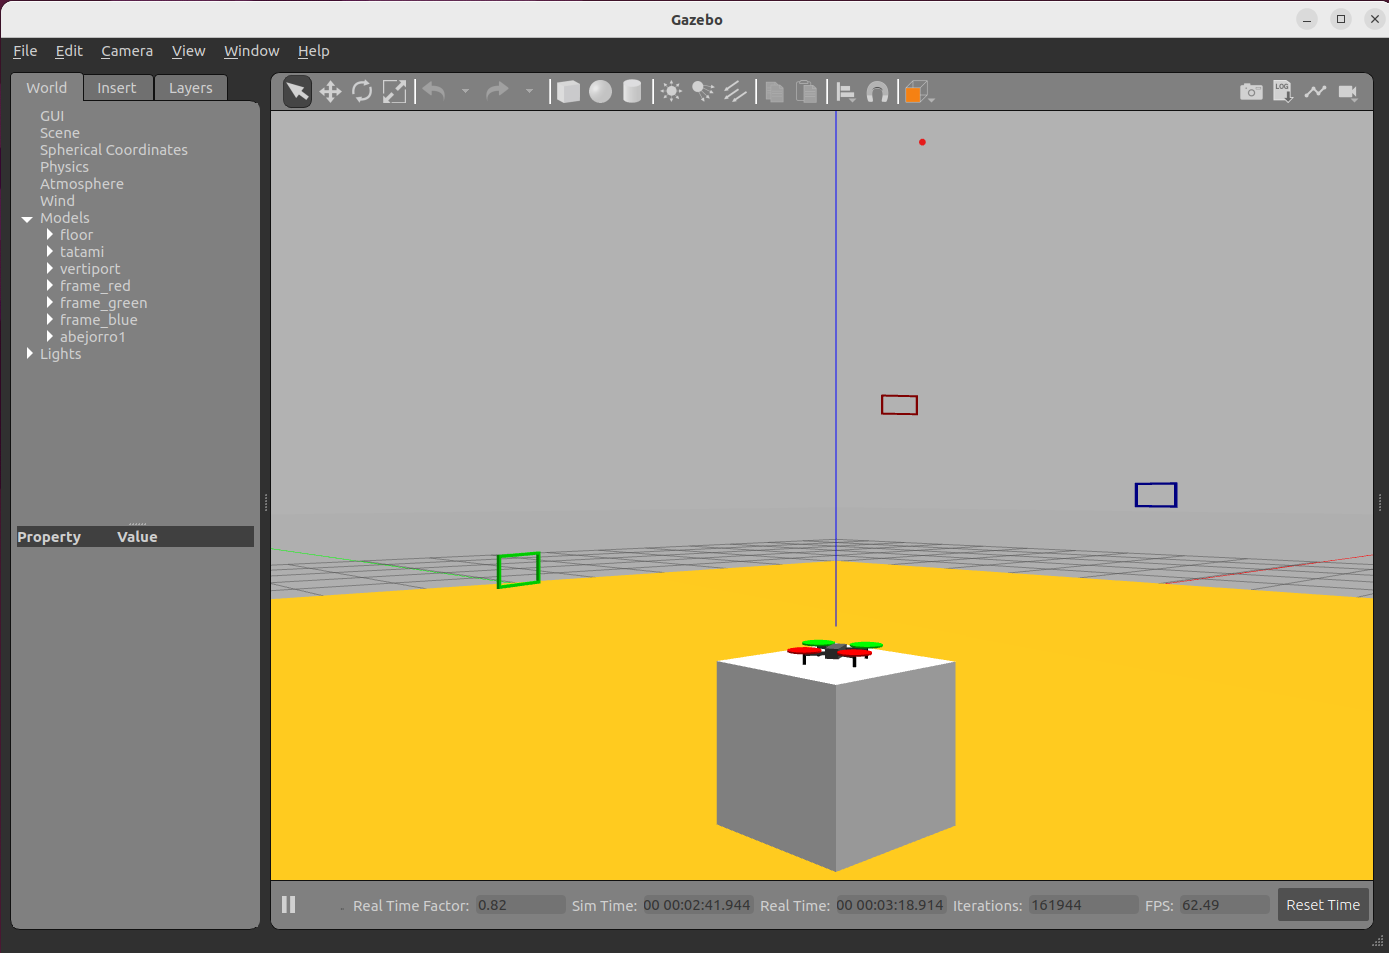 Gazebo
File Edit Camera View Window Help
World Insert Layers
LOG
GUI
Scene
Spherical Coordinates
Physics
Atmosphere
Wind
Models
floor
tatami
vertiport
frame_red
frame_green
frame_blue
abejorro1
Lights
Property Value
Real Time Factor: 0.82 Sim Time: 00 00:02:41.944 Real Time: 00 00:03:18.914 Iterations: 161944 FPS: 62.49 Reset Time